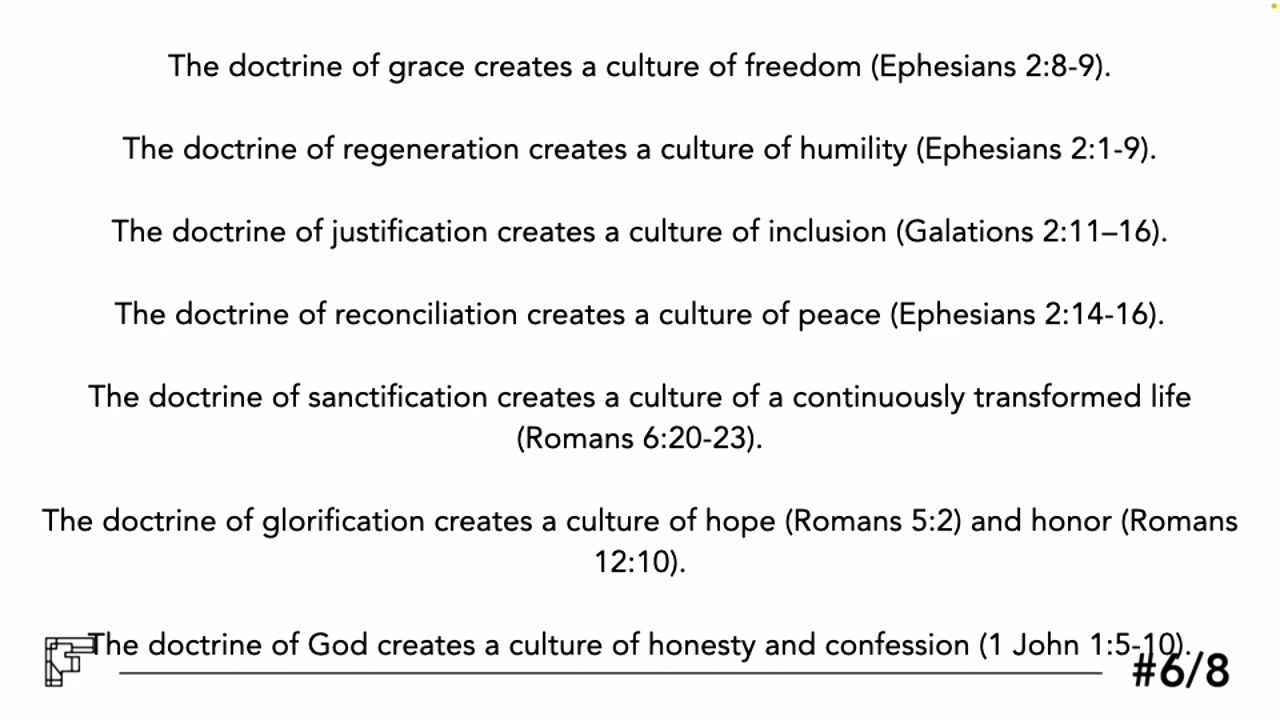 The doctrine of grace creates a culture of freedom (Ephesians 2:8-9).
The doctrine of regeneration creates a culture of humility (Ephesians 2:1-9).
The doctrine of justification creates a culture of inclusion (Galations 2:11–16).
The doctrine of reconciliation creates a culture of peace (Ephesians 2:14-16).
The doctrine of sanctification creates a culture of a continuously transformed life
(Romans 6:20-23).
The doctrine of glorification creates a culture of hope (Romans 5:2) and honor (Romans
12:10).
The doctrine of God creates a culture of honesty and confession (1 John 1:5-10).
#6/8